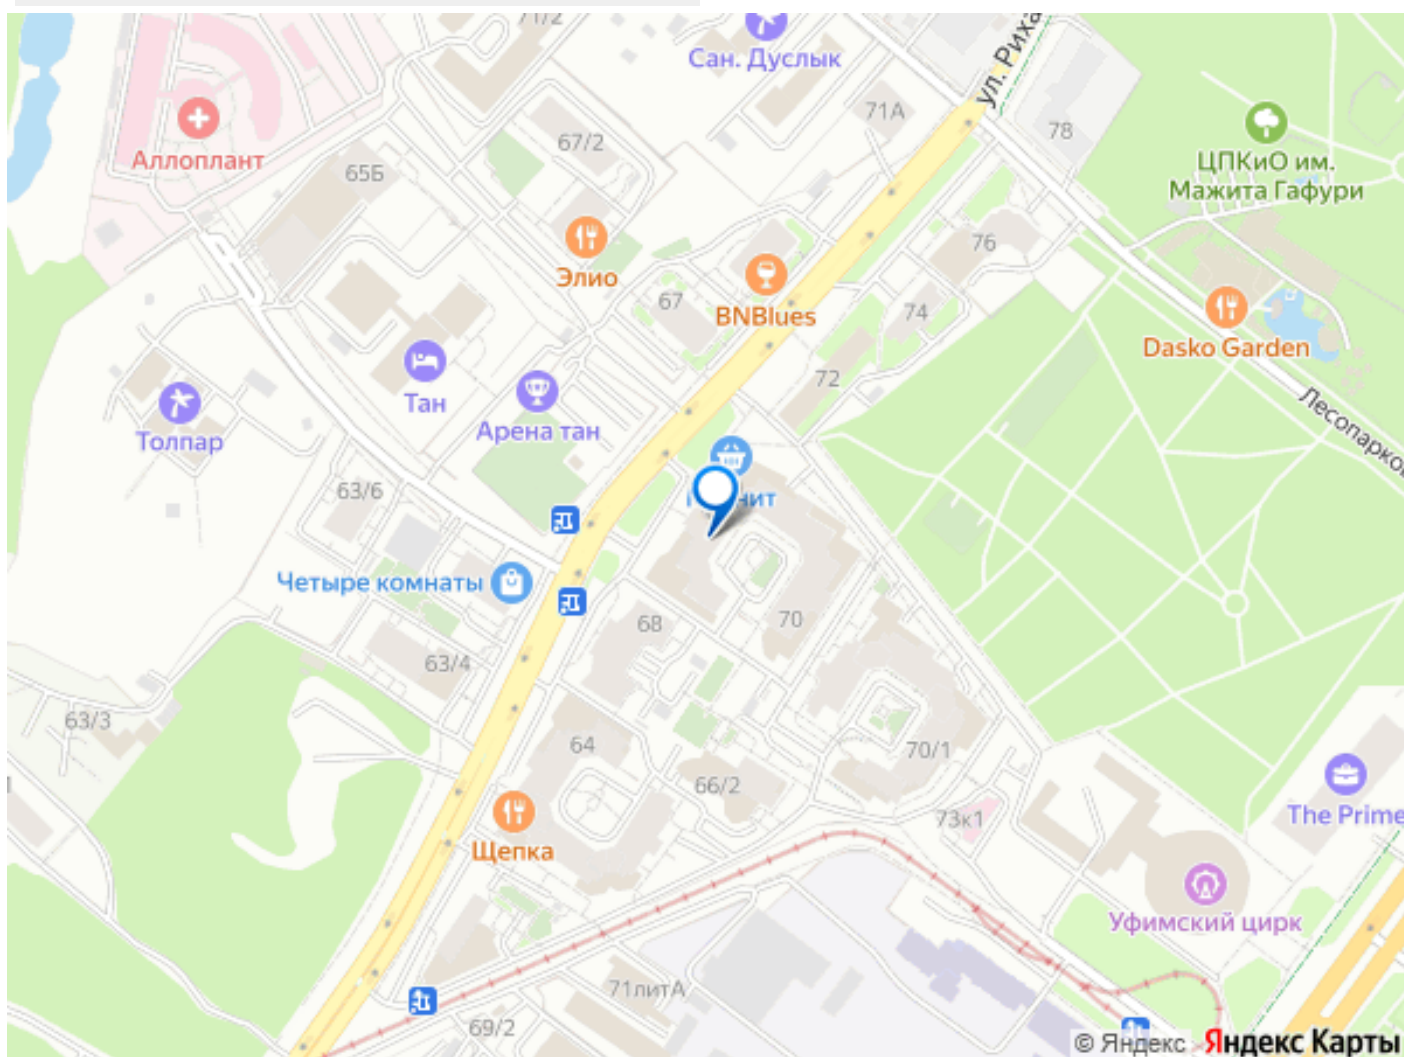 71/2
Сан. Дуслык
ул. Риха
71А
78
67/2
Аллоплант
65Б
ЦПКиО им.
Мажита Гафури
76
Элио
67
BNBlues
74
Dasko Garden
72
Тан
Арена тан
Толпар
Лесопарков
63/6
Четыре комнаты
68
70
63/4
63/3
64
70/1
66/2
The Prime
73к1
Щепка
Уфимский цирк
71литА
69/2
© Яндекс Яндекс Карты